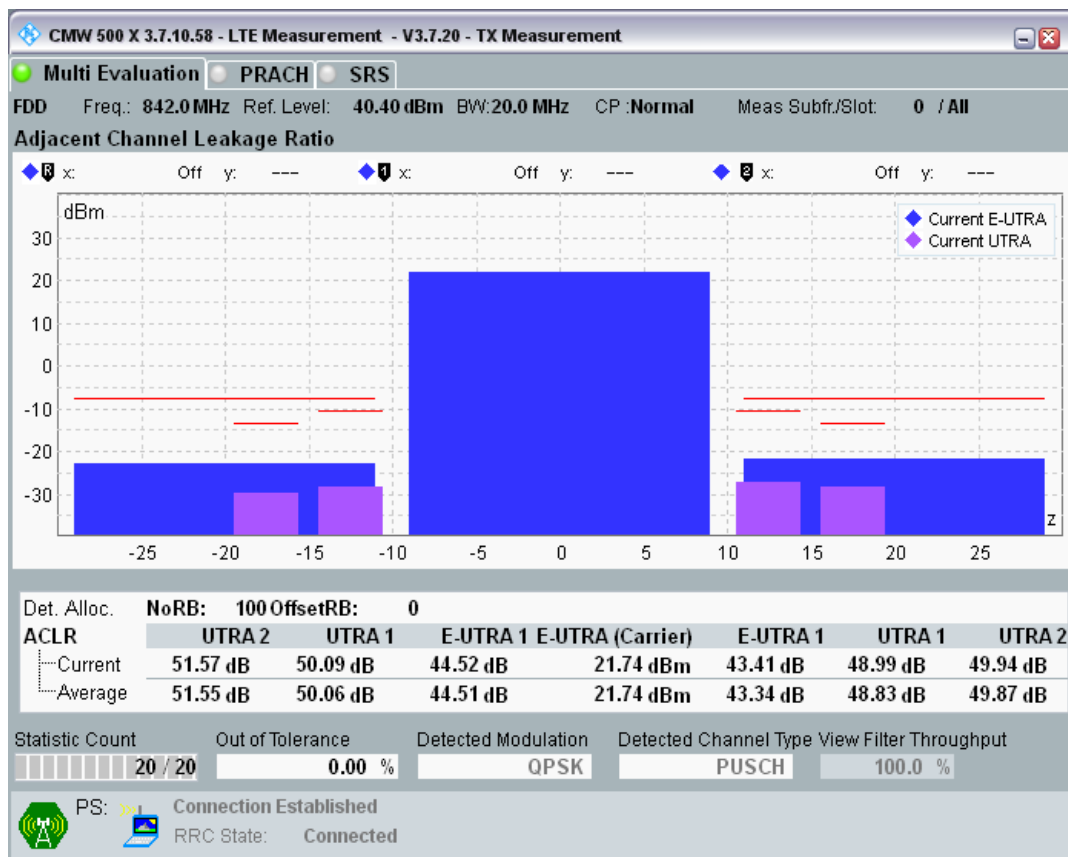 CMW 500 X 3.7.10.58 - LTE Measurement - V3.7.20 - TX Measurement
Multi Evaluation PRACH SRS
FDD Freq.: 842.0 MHz Ref. Level: 40.40 dBm BW:20.0 MHz CP :Normal Meas Subfr./Slot: 0 / All
Adjacent Channel Leakage Ratio
R x: Off y: --- 1 x: Off y: --- 2 x: Off y: ---
dBm
Current E-UTRA
Current UTRA
30
20
10
0
-10
-20
-30
z
-25 -20 -15 -10 -5 0 5 10 15 20 25
Det. Alloc. NoRB: 100 OffsetRB: 0
ACLR UTRA 2 UTRA 1 E-UTRA 1 E-UTRA (Carrier) E-UTRA 1 UTRA 1 UTRA 2
Current 51.57 dB 50.09 dB 44.52 dB 21.74 dBm 43.41 dB 48.99 dB 49.94 dB
Average 51.55 dB 50.06 dB 44.51 dB 21.74 dBm 43.34 dB 48.83 dB 49.87 dB
Statistic Count Out of Tolerance Detected Modulation Detected Channel Type View Filter Throughput
20 / 20 0.00 % QPSK PUSCH 100.0 %
PS: Connection Established
RRC State: Connected